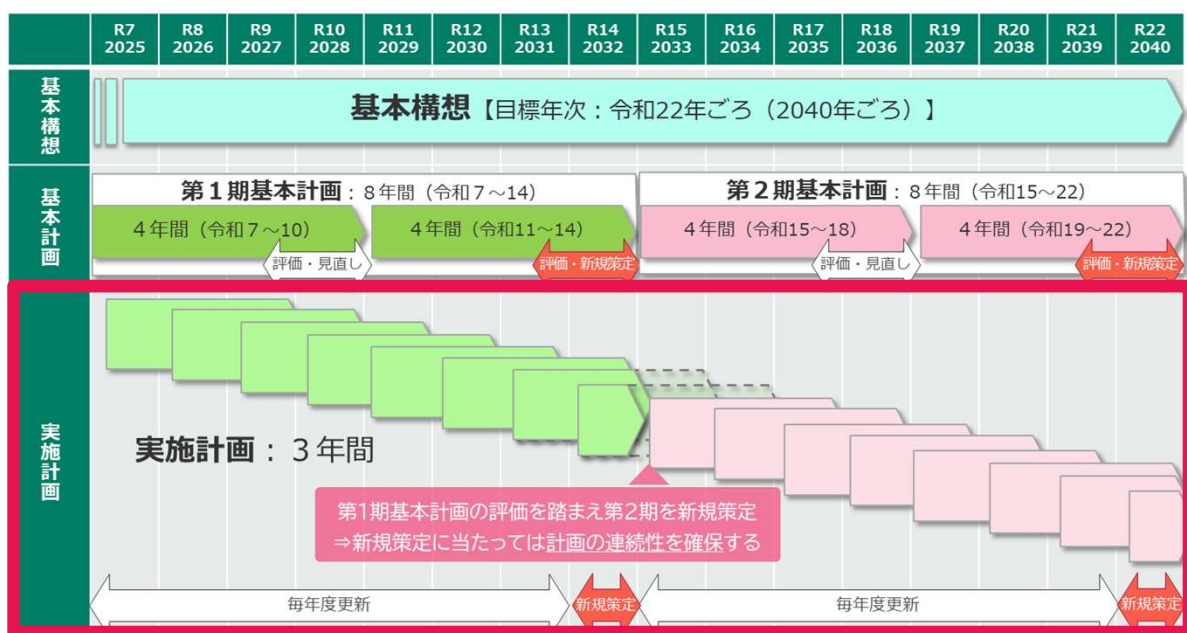 R7 R8 R9 R10 R11 R12 R13 R14 R15 R16 R17 R18 R19 R20 R21 R22
2025 2026 2027 2028 2029 2030 2031 2032 2033 2034 2035 2036 2037 2038 2039 2040
基本構想
基本構想【目標年次:令和22年ごろ(2040年ごろ)】
基本計画
第1期基本計画:8年間(令和7~14)
第2期基本計画:8年間(令和15~22)
4年間(令和7~10)
4年間(令和11~14)
4年間(令和15~18)
4年間(令和19~22)
評価・見直し
評価・新規策定
評価・見直し
評価・新規策定
実施計画
実施計画:3年間
第1期基本計画の評価を踏まえ第2期を新規策定
⇒新規策定に当たっては計画の連続性を確保する
毎年度更新
新規策定
毎年度更新
新規策定